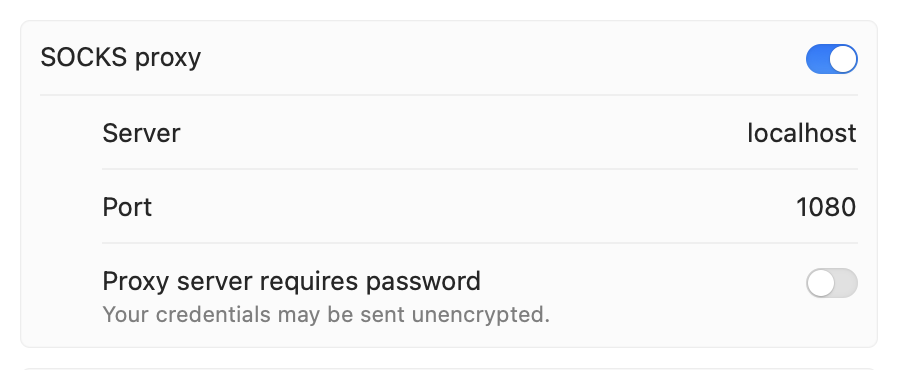 SOCKS proxy
Server localhost
Port 1080
Proxy server requires password
Your credentials may be sent unencrypted.